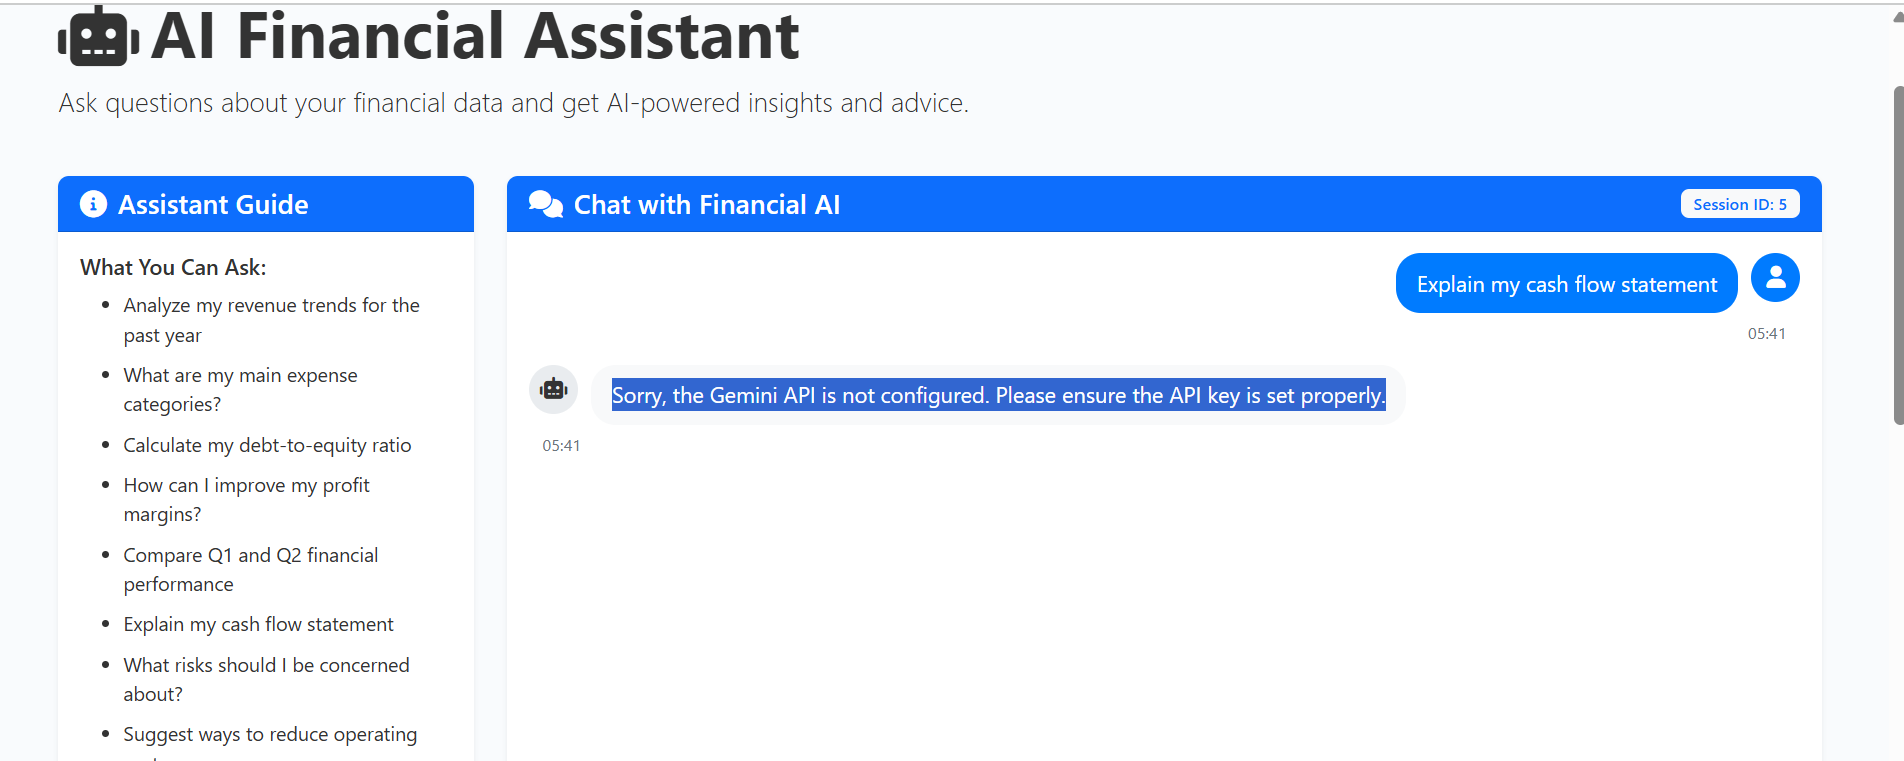 AI Financial Assistant
Ask questions about your financial data and get AI-powered insights and advice.
Assistant Guide
What You Can Ask:
Analyze my revenue trends for the
past year
What are my main expense
categories?
Calculate my debt-to-equity ratio
How can I improve my profit
margins?
Compare Q1 and Q2 financial
performance
Explain my cash flow statement
What risks should I be concerned
about?
Suggest ways to reduce operating
Chat with Financial AI
Session ID: 5
Explain my cash flow statement
05:41
Sorry, the Gemini API is not configured. Please ensure the API key is set properly.
05:41